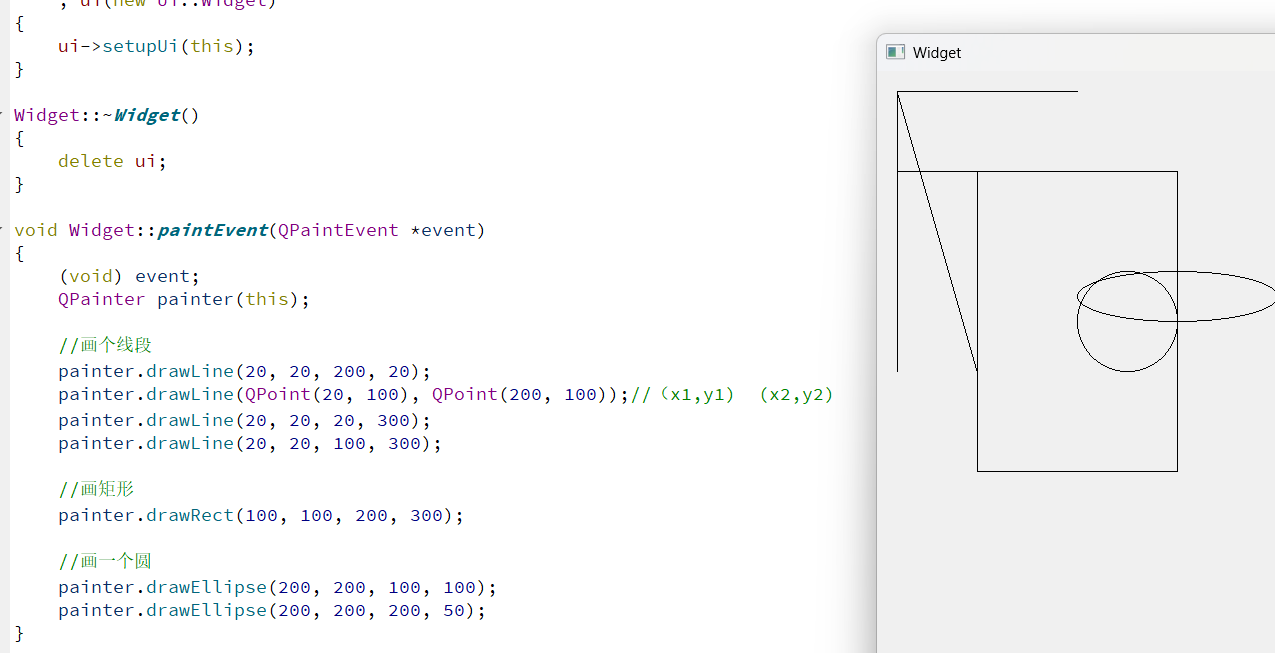 , ui(new Ui::Widget)
{
    ui->setupUi(this);
}
Widget::~Widget()
{
    delete ui;
}
void Widget::paintEvent(QPaintEvent *event)
{
    (void) event;
    QPainter painter(this);
    //画个线段
    painter.drawLine(20, 20, 200, 20);
    painter.drawLine(QPoint(20, 100), QPoint(200, 100));//（x1,y1） （x2,y2）
    painter.drawLine(20, 20, 20, 300);
    painter.drawLine(20, 20, 100, 300);
    //画矩形
    painter.drawRect(100, 100, 200, 300);
    //画一个圆
    painter.drawEllipse(200, 200, 100, 100);
    painter.drawEllipse(200, 200, 200, 50);
}
Widget